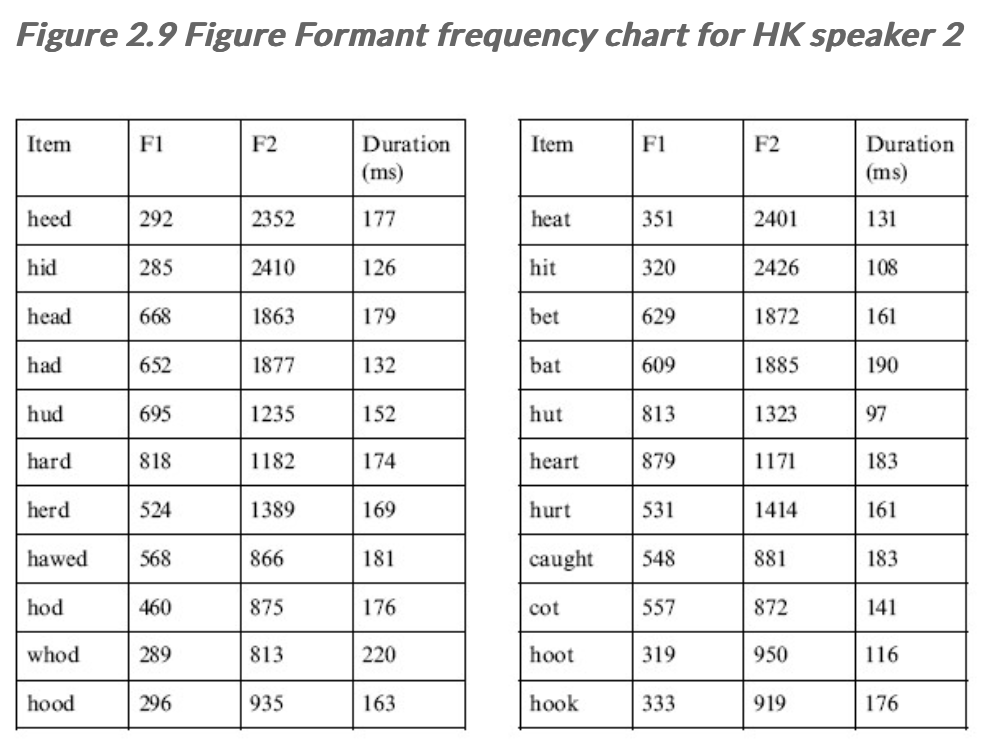 Figure 2.9 Figure Formant frequency chart for HK speaker 2
Item F1 F2 Duration
(ms)
heed 292 2352 177
hid 285 2410 126
head 668 1863 179
had 652 1877 132
hud 695 1235 152
hard 818 1182 174
herd 524 1389 169
hawed 568 866 181
hod 460 875 176
whod 289 813 220
hood 296 935 163
Item F1 F2 Duration
(ms)
heat 351 2401 131
hit 320 2426 108
bet 629 1872 161
bat 609 1885 190
hut 813 1323 97
heart 879 1171 183
hurt 531 1414 161
caught 548 881 183
cot 557 872 141
hoot 319 950 116
hook 333 919 176